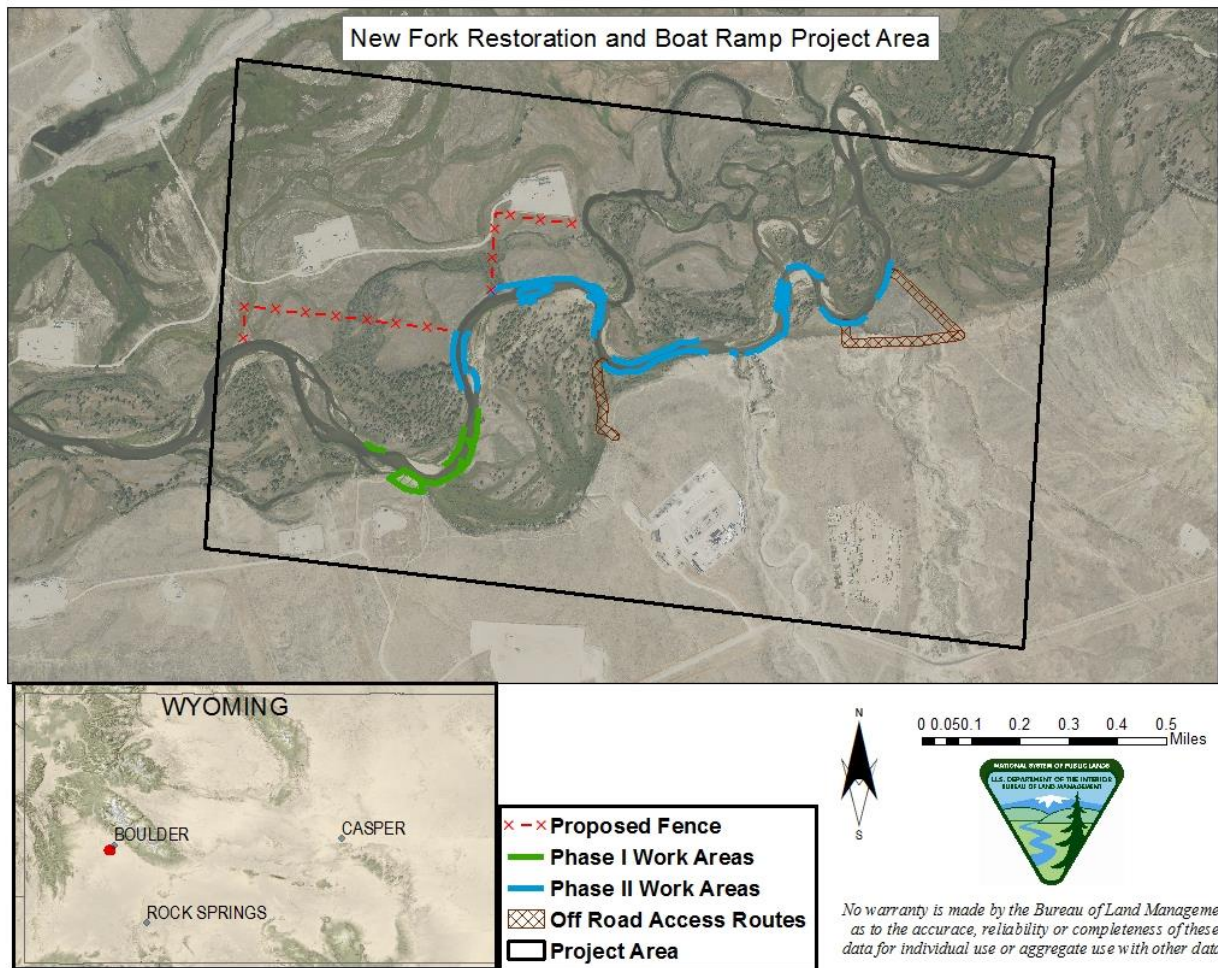 New Fork Restoration and Boat Ramp Project Area
WYOMING
BOULDER
CASPER
ROCK SPRINGS
Proposed Fence
Phase I Work Areas
Phase II Work Areas
Off Road Access Routes
Project Area
N
S
0 0.05 0.1 0.2 0.3 0.4 0.5
Miles
NATIONAL SYSTEM OF PUBLIC LANDS
U.S. DEPARTMENT OF THE INTERIOR
BUREAU OF LAND MANAGEMENT
No warranty is made by the Bureau of Land Manageme
as to the accurace, reliability or completeness of these
data for individual use or aggregate use with other data